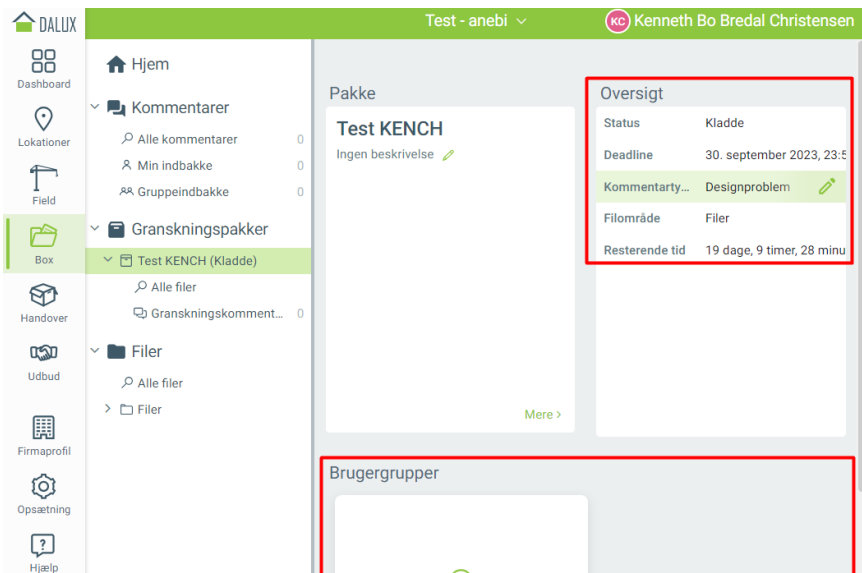 DALUX
Test - anebi
KC Kenneth Bo Bredal Christensen
Dashboard
Lokationer
Field
Box
Handover
Udbud
Firmaprofil
Opsætning
?
Hjælp
Hjem
Kommentarer
Alle kommentarer 0
Min indbakke 0
Gruppeindbakke 0
Granskningspakker
Test KENCH (Kladde)
Alle filer
Granskningskomment... 0
Filer
Alle filer
Filer
Pakke
Test KENCH
Ingen beskrivelse
Mere >
Oversigt
Status Kladde
Deadline 30. september 2023, 23:5
Kommentarty... Designproblem
Filområde Filer
Resterende tid 19 dage, 9 timer, 28 minu
Brugergrupper